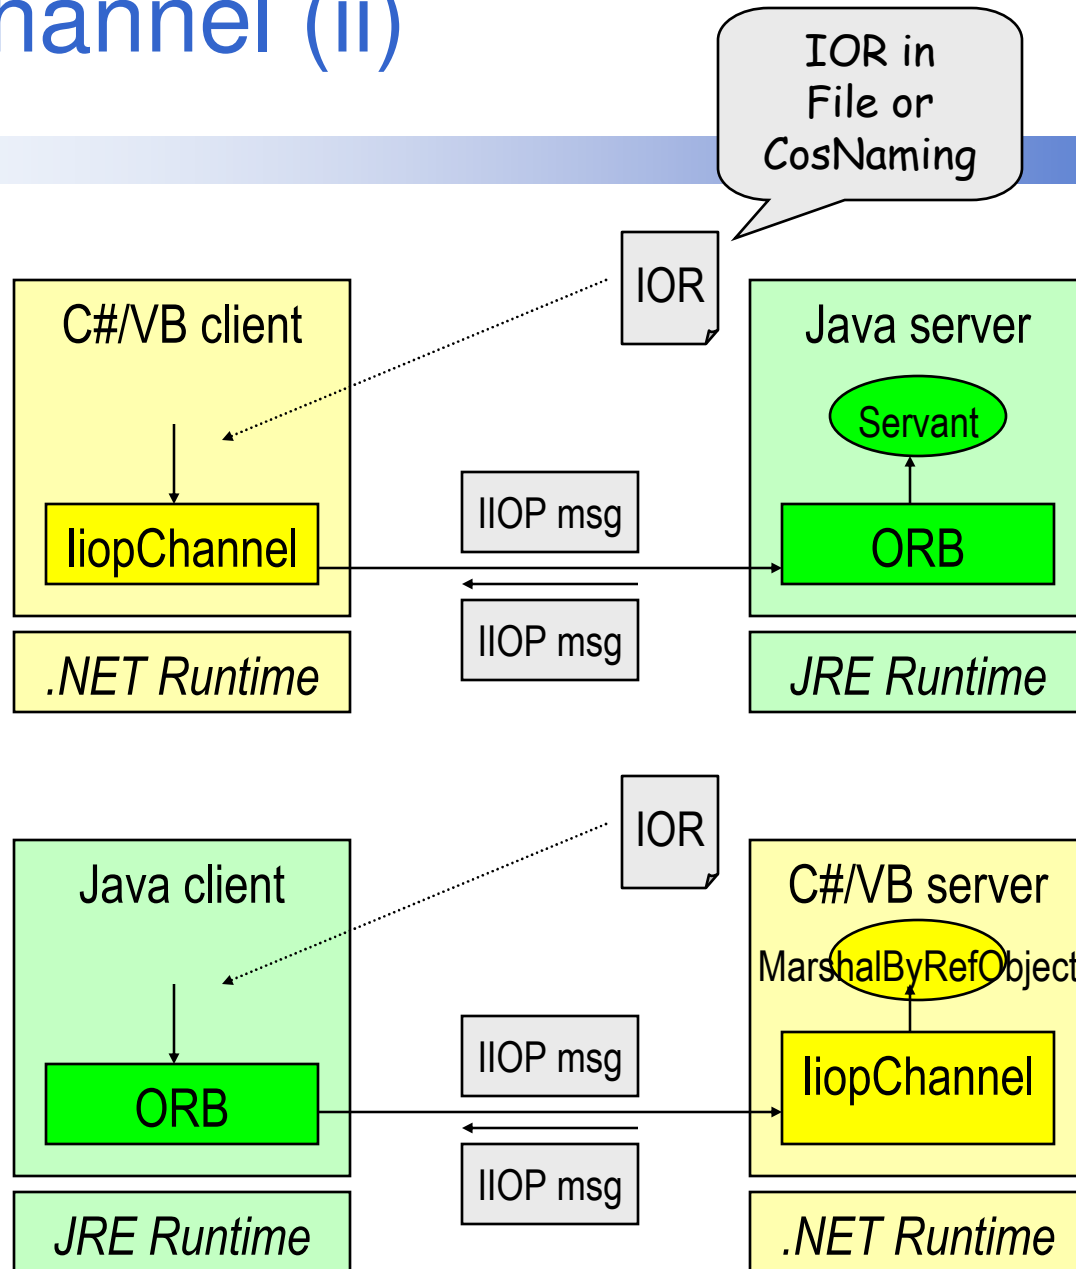 hannel (ii)
IOR in
File or
CosNaming
IOR
C#/VB client
Java server
Servant
IIOP msg
IiopChannel
ORB
IIOP msg
.NET Runtime
JRE Runtime
IOR
Java client
C#/VB server
MarshalByRefObject
IIOP msg
IiopChannel
ORB
IIOP msg
JRE Runtime
.NET Runtime